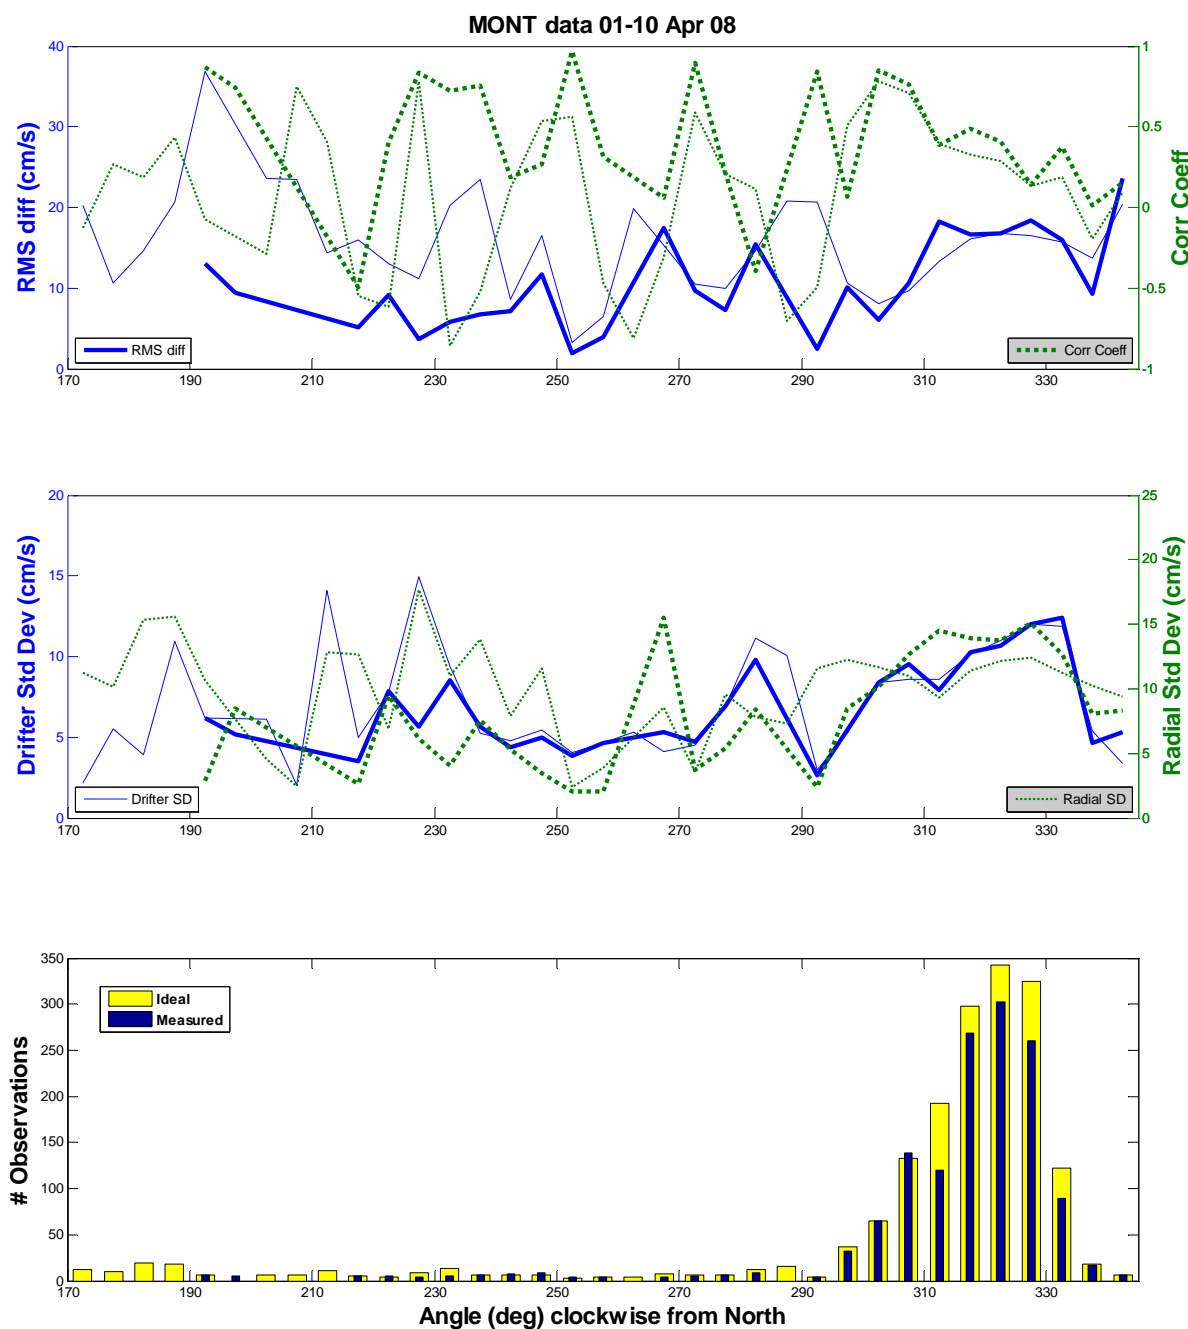 MONT data 01-10 Apr 08
40
30
20
10
0
RMS diff (cm/s)
1
0.5
0
-0.5
-1
Corr Coeff
RMS diff
Corr Coeff
170 190 210 230 250 270 290 310 330
20
15
10
5
0
Drifter Std Dev (cm/s)
25
20
15
10
5
0
Radial Std Dev (cm/s)
Drifter SD
Radial SD
170 190 210 230 250 270 290 310 330
350
300
250
200
150
100
50
0
# Observations
Ideal
Measured
170 190 210 230 250 270 290 310 330
Angle (deg) clockwise from North